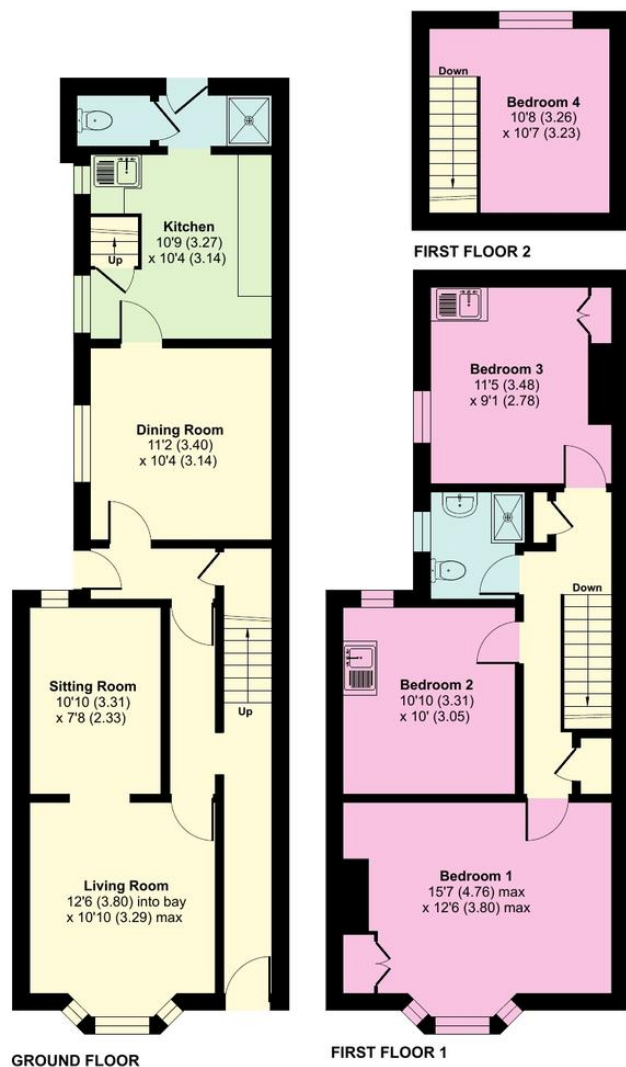 Down
Bedroom 4
10'8 (3.26)
x 10'7 (3.23)
FIRST FLOOR 2
Kitchen
10'9 (3.27)
x 10'4 (3.14)
Up
Dining Room
11'2 (3.40)
x 10'4 (3.14)
Sitting Room
10'10 (3.31)
x 7'8 (2.33)
Up
Living Room
12'6 (3.80) into bay
x 10'10 (3.29) max
GROUND FLOOR
Bedroom 3
11'5 (3.48)
x 9'1 (2.78)
Down
Bedroom 2
10'10 (3.31)
x 10' (3.05)
Bedroom 1
15'7 (4.76) max
x 12'6 (3.80) max
FIRST FLOOR 1